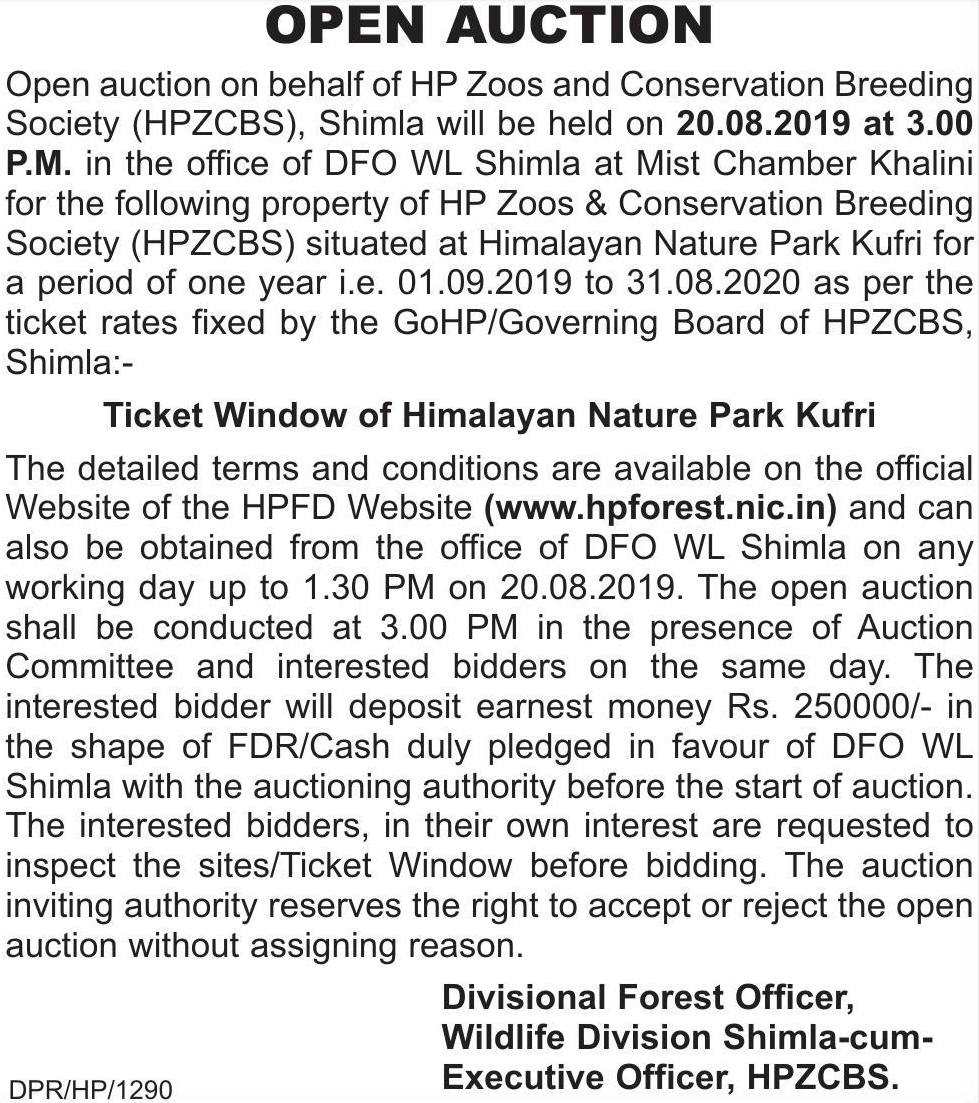 OPEN AUCTION
Open auction on behalf of HP Zoos and Conservation Breeding
Society (HPZCBS), Shimla will be held on 20.08.2019 at 3.00
P.M. in the office of DFO WL Shimla at Mist Chamber Khalini
for the following property of HP Zoos & Conservation Breeding
Society (HPZCBS) situated at Himalayan Nature Park Kufri for
a period of one year i.e. 01.09.2019 to 31.08.2020 as per the
ticket rates fixed by the GoHP/Governing Board of HPZCBS,
Shimla:-
Ticket Window of Himalayan Nature Park Kufri
The detailed terms and conditions are available on the official
Website of the HPFD Website (www.hpforest.nic.in) and can
also be obtained from the office of DFO WL Shimla on any
working day up to 1.30 PM on 20.08.2019. The open auction
shall be conducted at 3.00 PM in the presence of Auction
Committee and interested bidders on the same day. The
interested bidder will deposit earnest money Rs. 250000/- in
the shape of FDR/Cash duly pledged in favour of DFO WL
Shimla with the auctioning authority before the start of auction.
The interested bidders, in their own interest are requested to
inspect the sites/Ticket Window before bidding. The auction
inviting authority reserves the right to accept or reject the open
auction without assigning reason.
Divisional Forest Officer,
Wildlife Division Shimla-cum-
Executive Officer, HPZCBS.
DPR/HP/1290